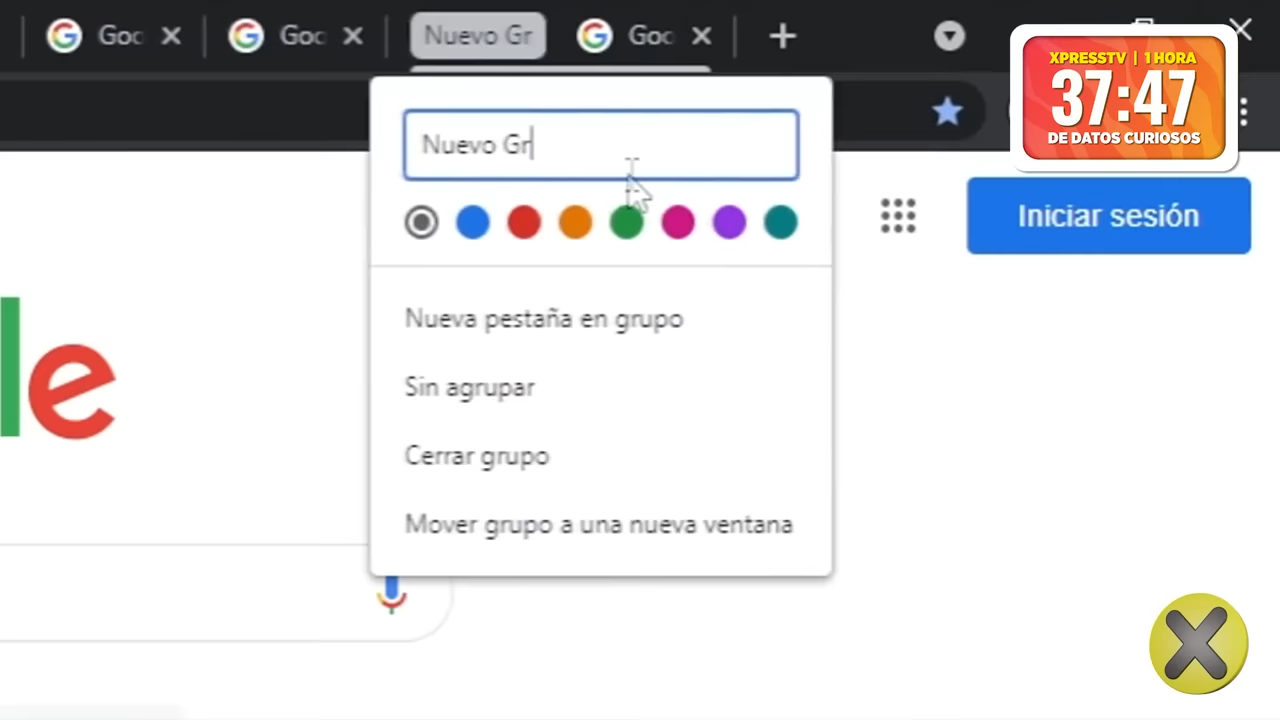 Goo
Goo
Nuevo Gr
Goo
XPRESSTV | 1 HORA
37:47
DE DATOS CURIOSOS
Nuevo Gr
Iniciar sesión
Nueva pestaña en grupo
le
Sin agrupar
Cerrar grupo
Mover grupo a una nueva ventana